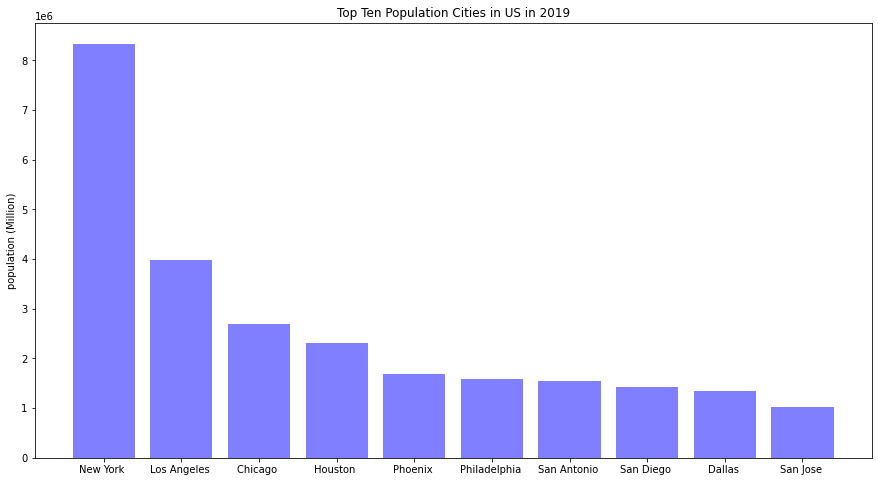 Top Ten Population Cities in US in 2019
1e6
population (Million)
8
7
6
5
4
3
2
1
0
New York Los Angeles Chicago Houston Phoenix Philadelphia San Antonio San Diego Dallas San Jose